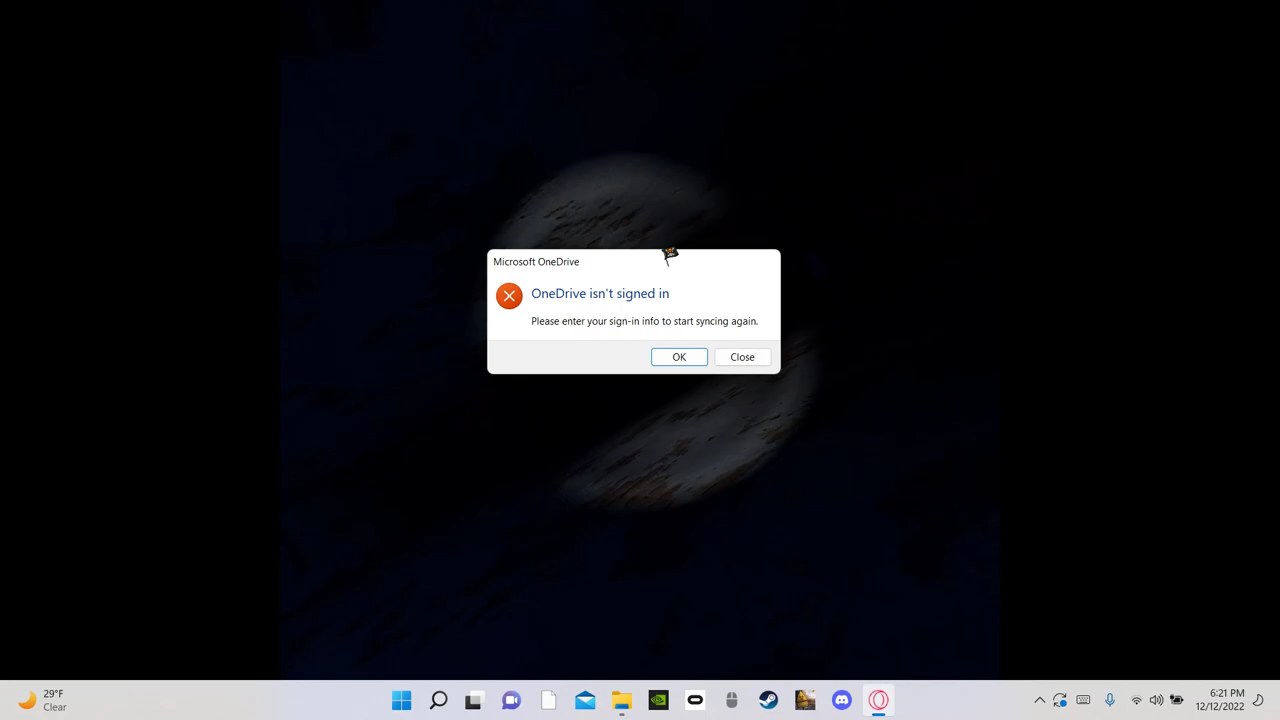 Microsoft OneDrive
OneDrive isn't signed in
Please enter your sign-in info to start syncing again.
OK
Close
29°F
Clear
6:21 PM
12/12/2022